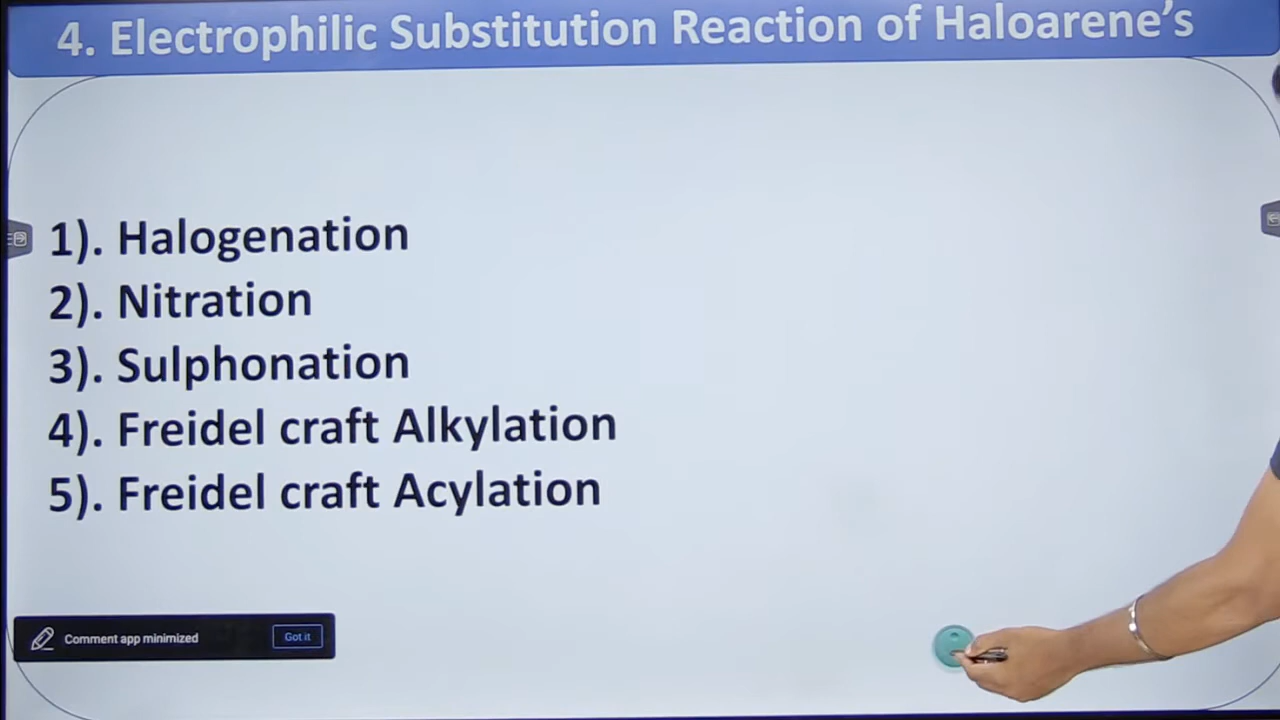 4. Electrophilic Substitution Reaction of Haloarene’s
1). Halogenation
2). Nitration
3). Sulphonation
4). Freidel craft Alkylation
5). Freidel craft Acylation
Comment app minimized
Got it